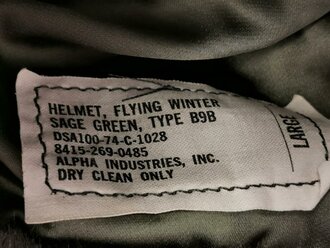 HELMET, FLYING WINTER
SAGE GREEN, TYPE B9B
DSA100-74-C-1028
8415-269-0485
ALPHA INDUSTRIES, INC.
DRY CLEAN ONLY
LARGE